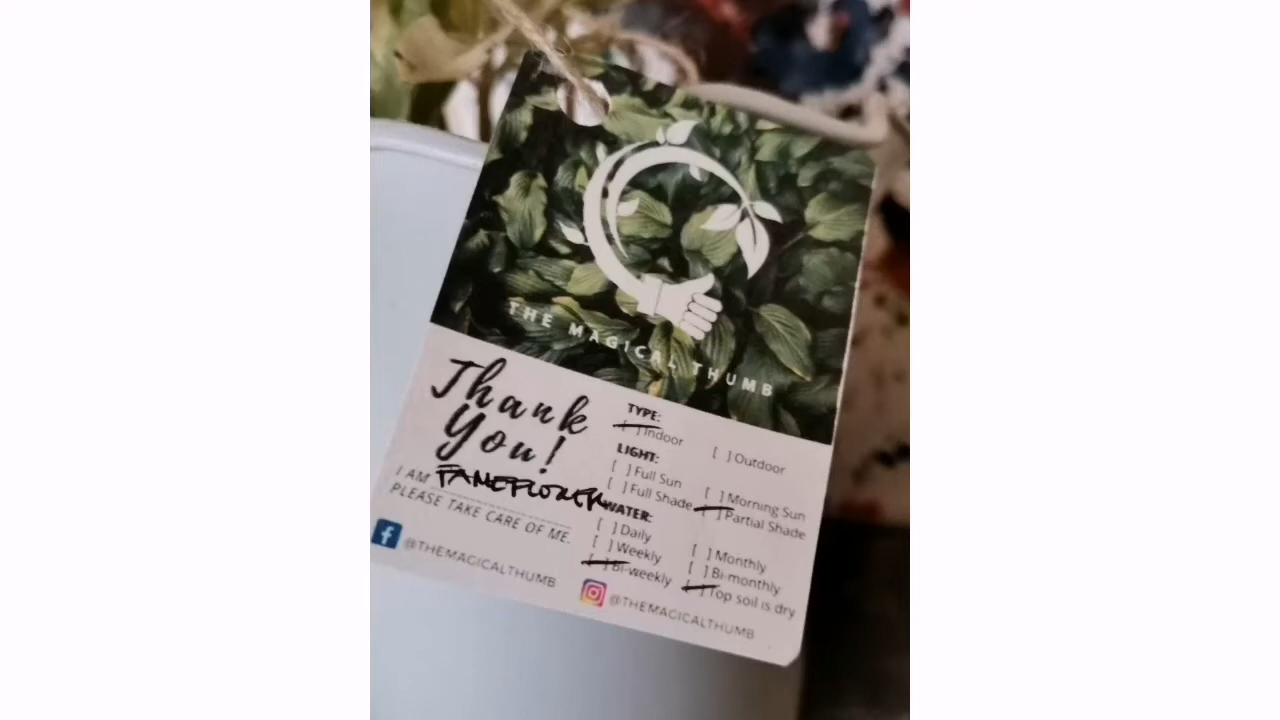 THE MAGICAL THUMB
Thank
You!
I AM FAMEFLOWER
PLEASE TAKE CARE OF ME.
@THEMAGICALTHUMB
TYPE:
[ ] Indoor [ ] Outdoor
LIGHT:
[ ] Full Sun [ ] Morning Sun
[ ] Full Shade [ ] Partial Shade
WATER:
[ ] Daily [ ] Monthly
[ ] Weekly [ ] Bi-monthly
[ ] Bi-weekly [ ] Top soil is dry
@THEMAGICALTHUMB